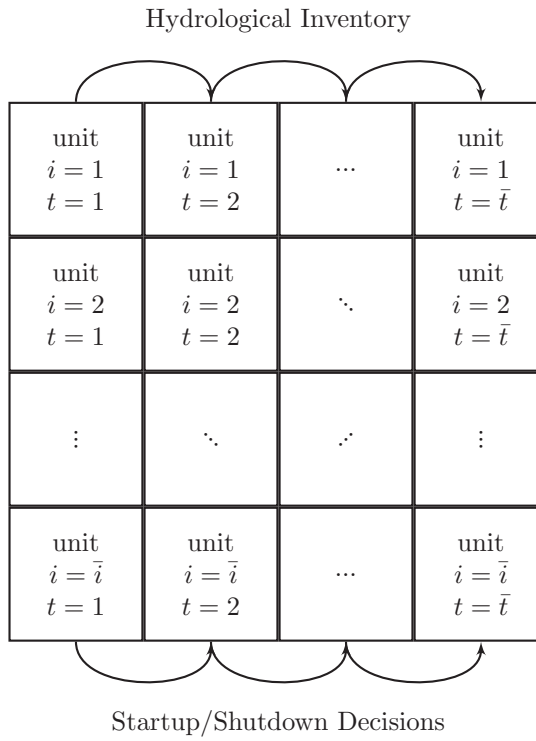 Hydrological Inventory
unit
i = 1
t = 1
unit
i = 1
t = 2
...
unit
i = 1
t = t̄
unit
i = 2
t = 1
unit
i = 2
t = 2
⋱
unit
i = 2
t = t̄
⋮
⋱
⋰
⋮
unit
i = ī
t = 1
unit
i = ī
t = 2
...
unit
i = ī
t = t̄
Startup/Shutdown Decisions